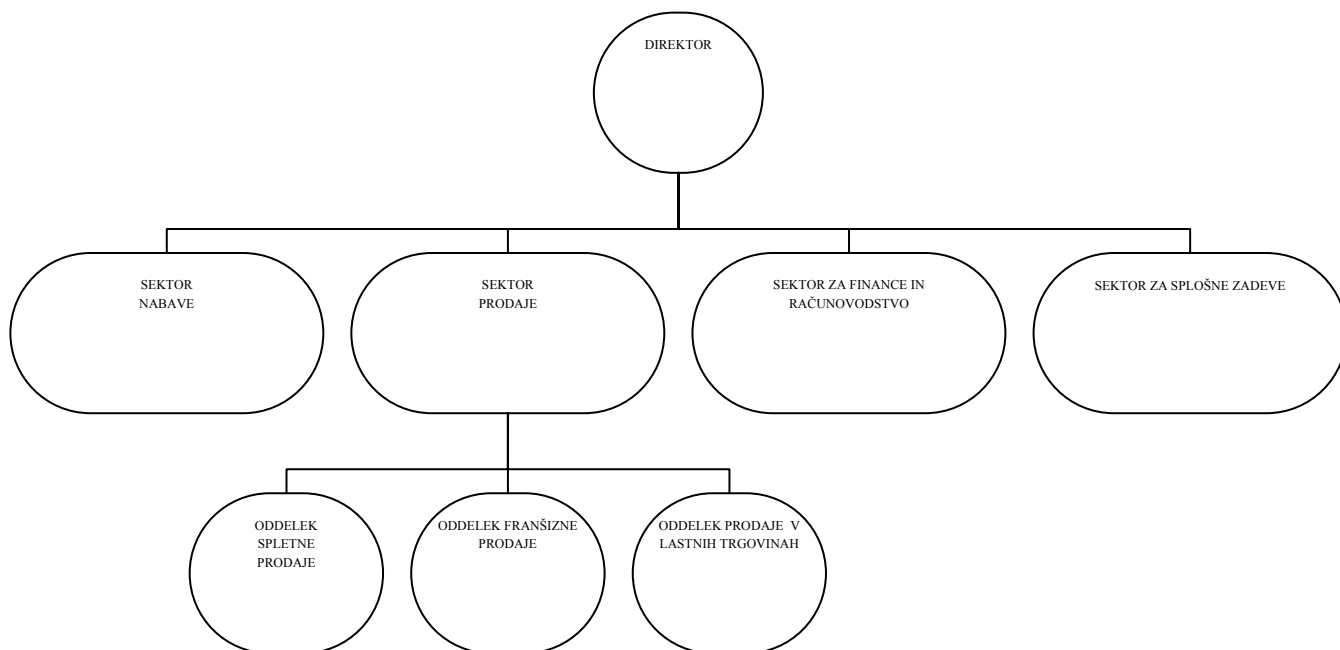 DIREKTOR
SEKTOR
NABAVE
SEKTOR
PRODAJE
SEKTOR ZA FINANCE IN
RAČUNOVODSTVO
SEKTOR ZA SPLOŠNE ZADEVE
ODDELEK
SPLETNE
PRODAJE
ODDELEK FRANŠIZNE
PRODAJE
ODDELEK PRODAJE V
LASTNIH TRGOVINAH